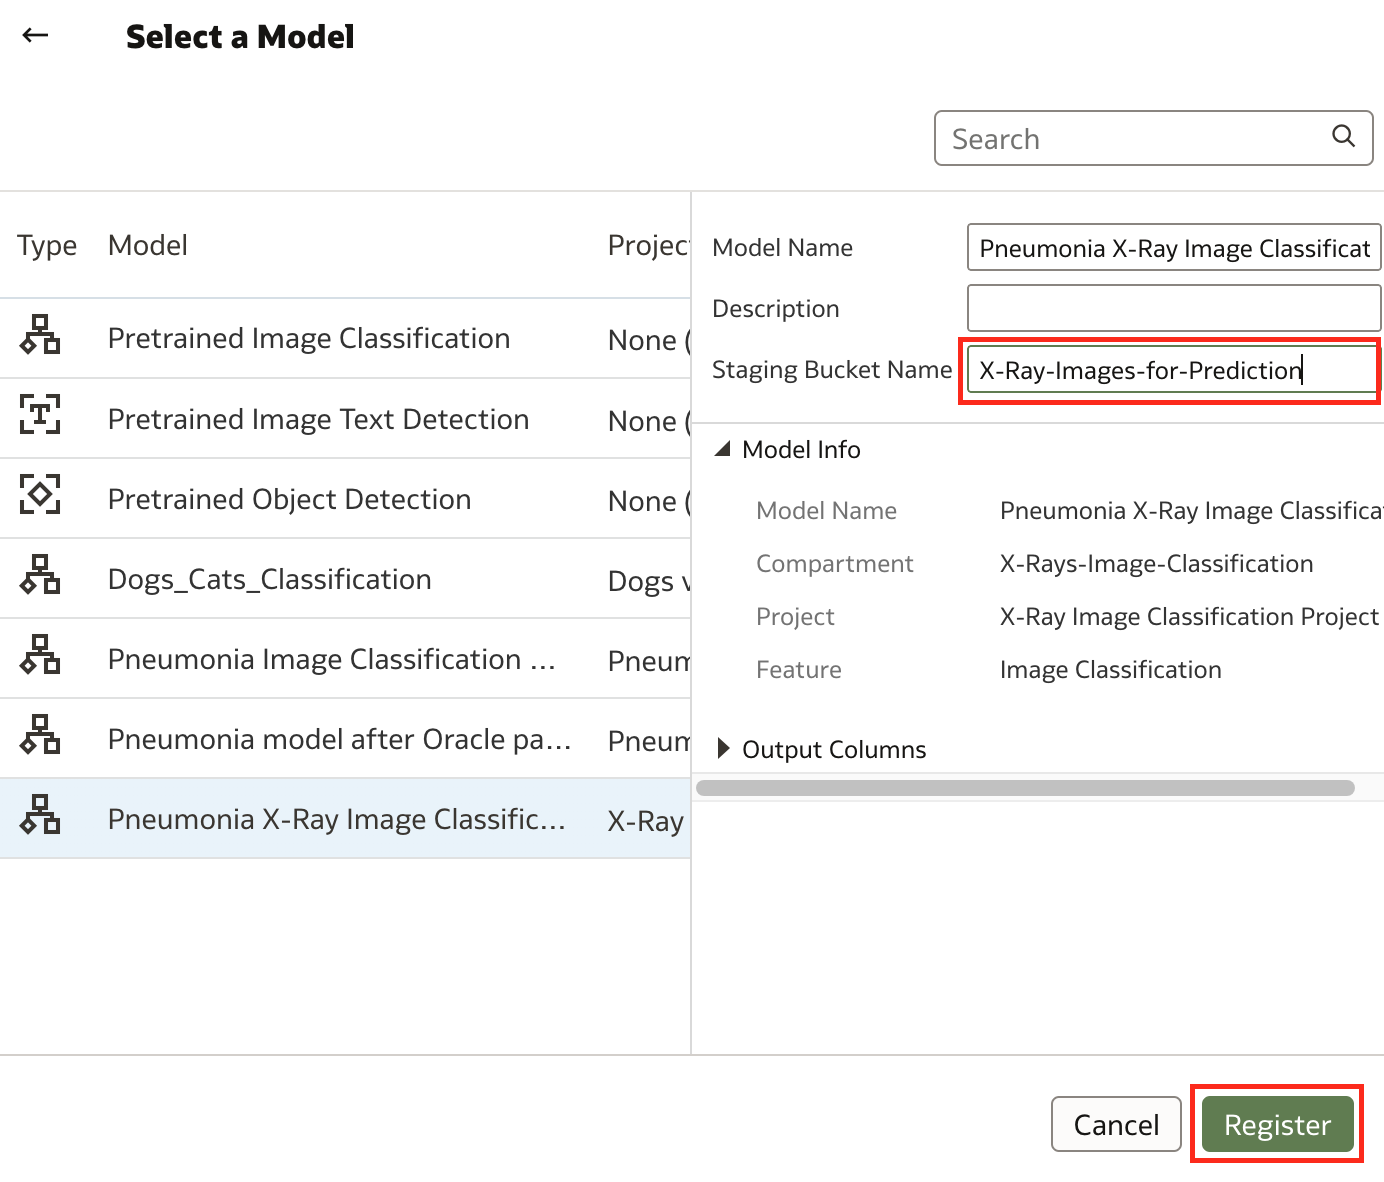 Select a Model
Search
Type Model Projec
Pretrained Image Classification None (
Pretrained Image Text Detection None (
Pretrained Object Detection None (
Dogs_Cats_Classification Dogs v
Pneumonia Image Classification ... Pneum
Pneumonia model after Oracle pa... Pneum
Pneumonia X-Ray Image Classific... X-Ray
Model Name Pneumonia X-Ray Image Classificat
Description
Staging Bucket Name X-Ray-Images-for-Prediction
Model Info
Model Name Pneumonia X-Ray Image Classifica
Compartment X-Rays-Image-Classification
Project X-Ray Image Classification Project
Feature Image Classification
Output Columns
Cancel Register